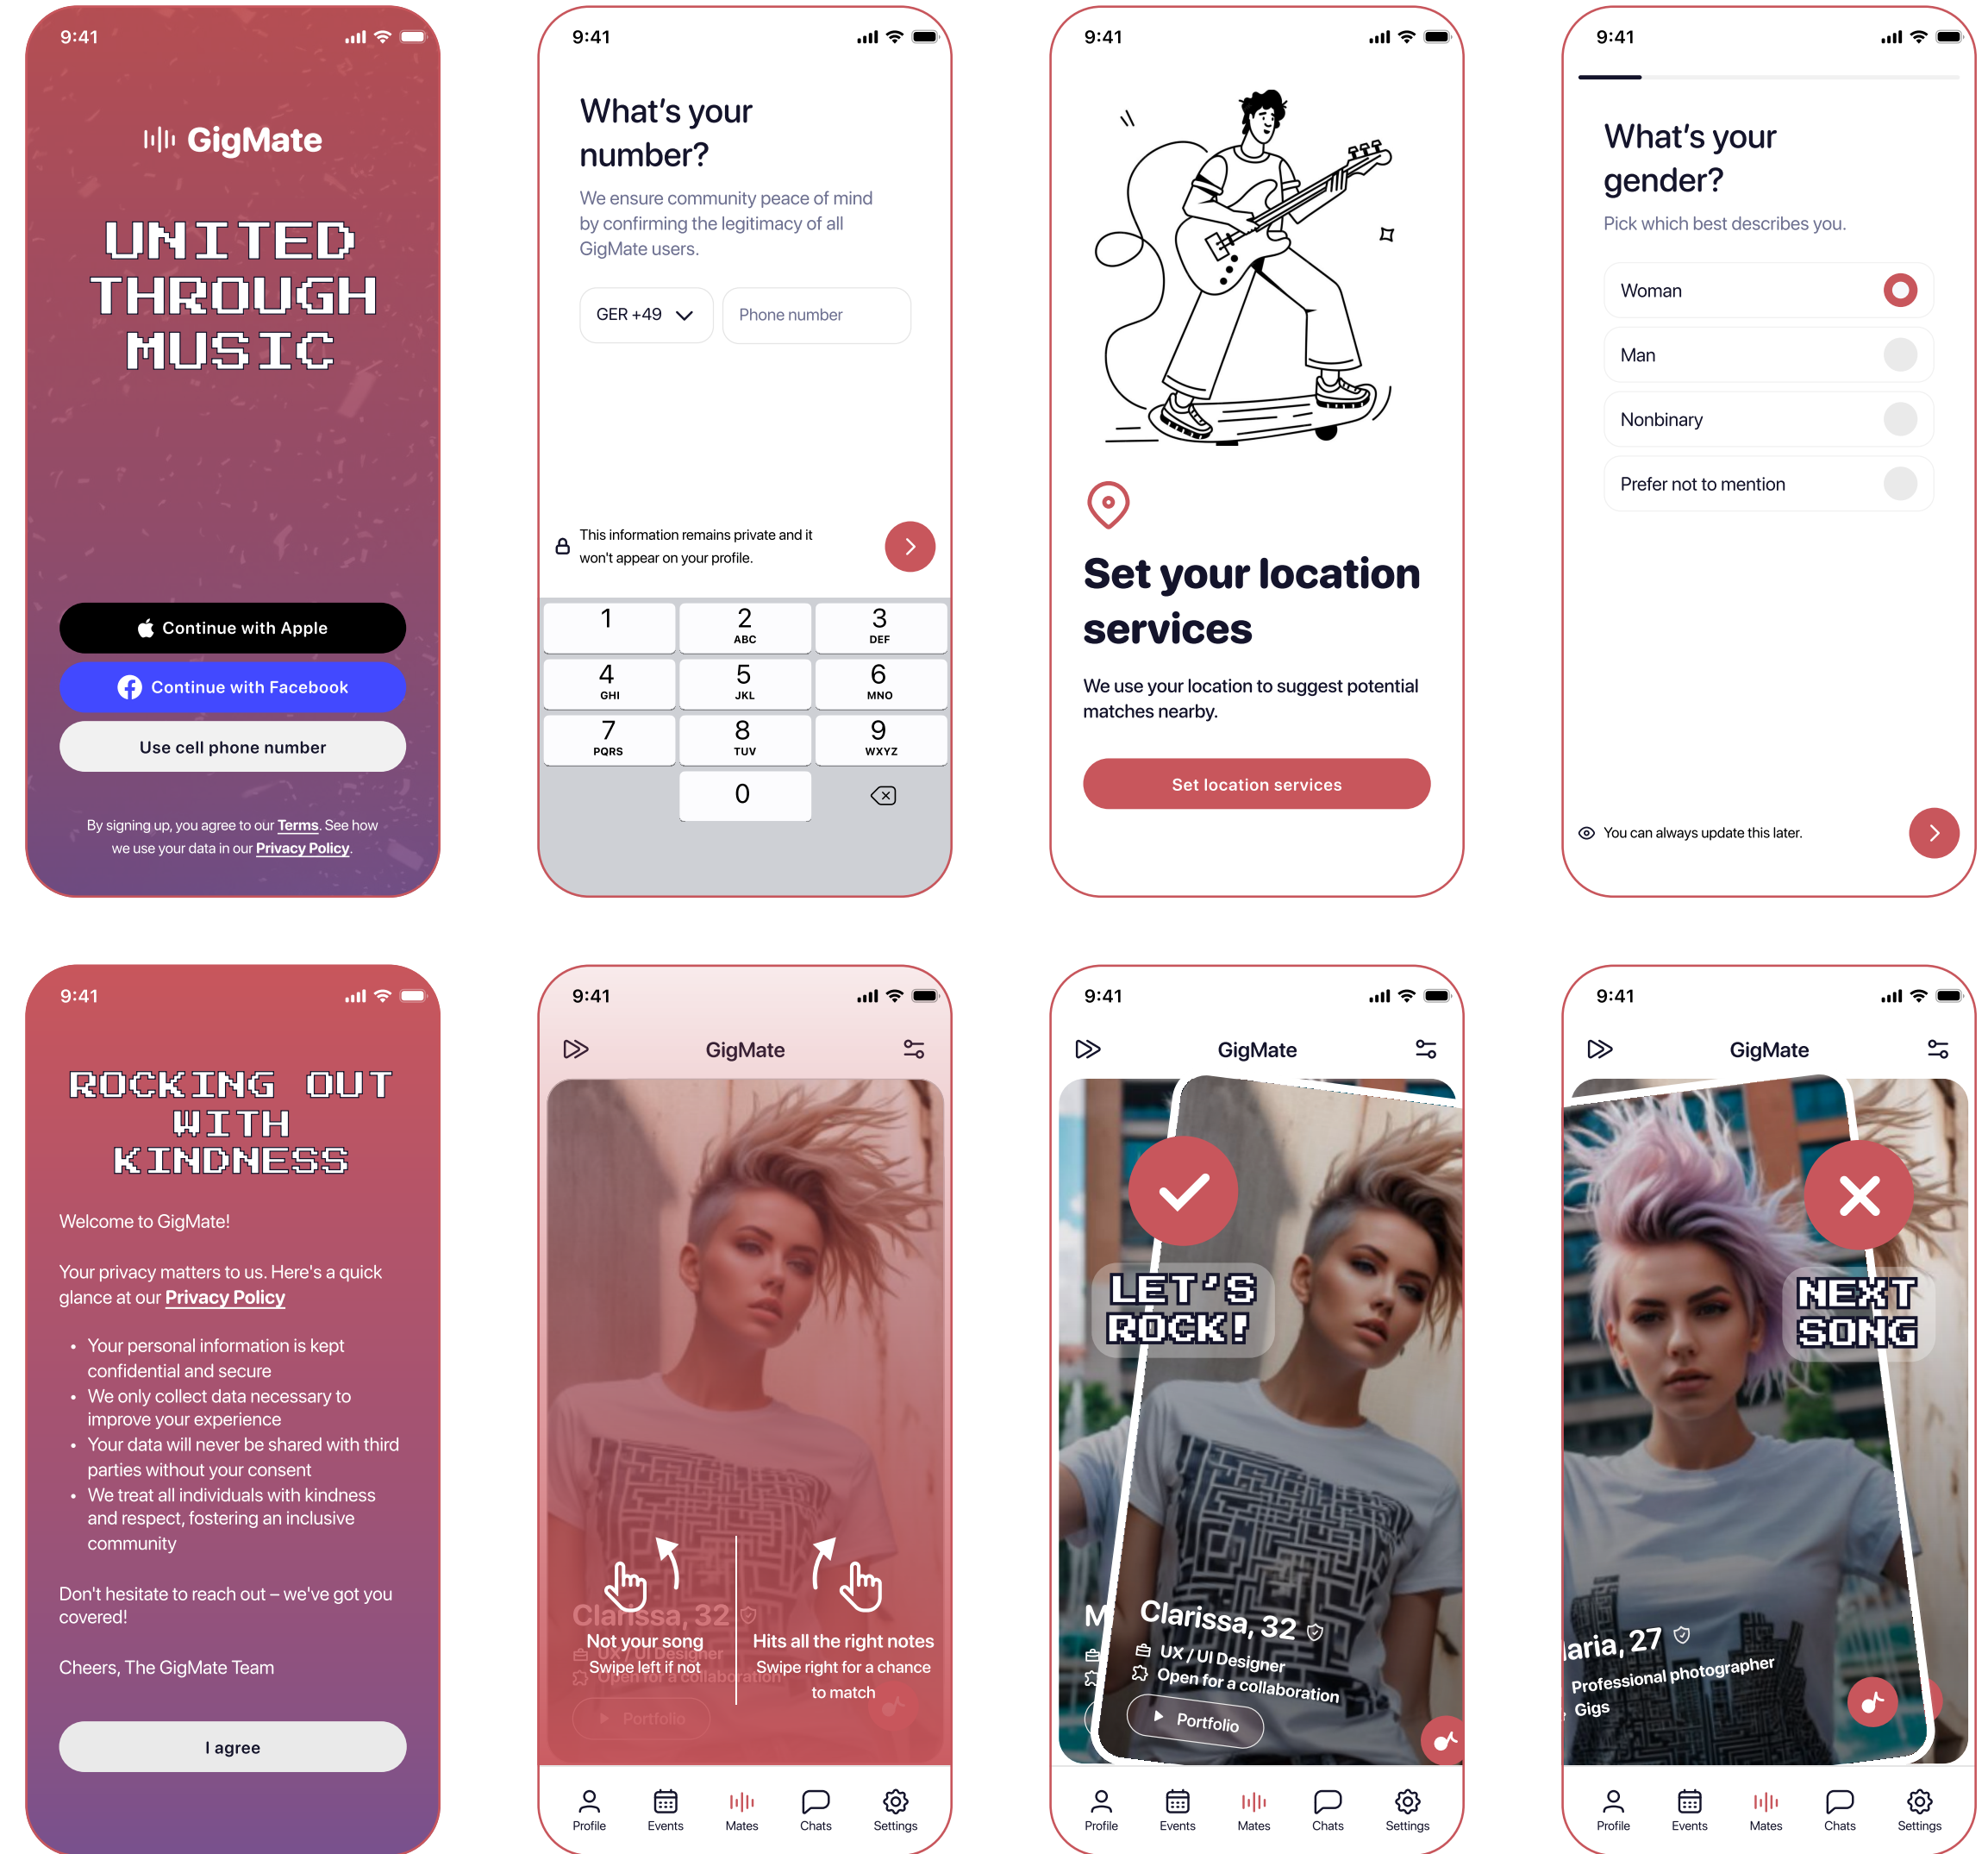 9:41
GigMate
UNITED
THROUGH
MUSIC
Continue with Apple
Continue with Facebook
Use cell phone number
By signing up, you agree to our Terms. See how
we use your data in our Privacy Policy.
9:41
What's your
number?
We ensure community peace of mind
by confirming the legitimacy of all
GigMate users.
GER +49
Phone number
This information remains private and it
won't appear on your profile.
1
2
ABC
3
DEF
4
GHI
5
JKL
6
MNO
7
PQRS
8
TUV
9
WXYZ
0
9:41
Set your location
services
We use your location to suggest potential
matches nearby.
Set location services
9:41
What's your
gender?
Pick which best describes you.
Woman
Man
Nonbinary
Prefer not to mention
You can always update this later.
9:41
ROCKING OUT
WITH
KINDNESS
Welcome to GigMate!
Your privacy matters to us. Here's a quick
glance at our Privacy Policy
• Your personal information is kept
confidential and secure
• We only collect data necessary to
improve your experience
• Your data will never be shared with third
parties without your consent
• We treat all individuals with kindness
and respect, fostering an inclusive
community
Don't hesitate to reach out – we've got you
covered!
Cheers, The GigMate Team
I agree
9:41
GigMate
Clarissa, 32
UX / UI Designer
Open for a collaboration
Portfolio
Not your song
Swipe left if not
Hits all the right notes
Swipe right for a chance
to match
Profile
Events
Mates
Chats
Settings
9:41
GigMate
LET'S
ROCK!
M
Clarissa, 32
UX / UI Designer
Open for a collaboration
Portfolio
Profile
Events
Mates
Chats
Settings
9:41
GigMate
NEXT
SONG
aria, 27
Professional photographer
Gigs
Profile
Events
Mates
Chats
Settings